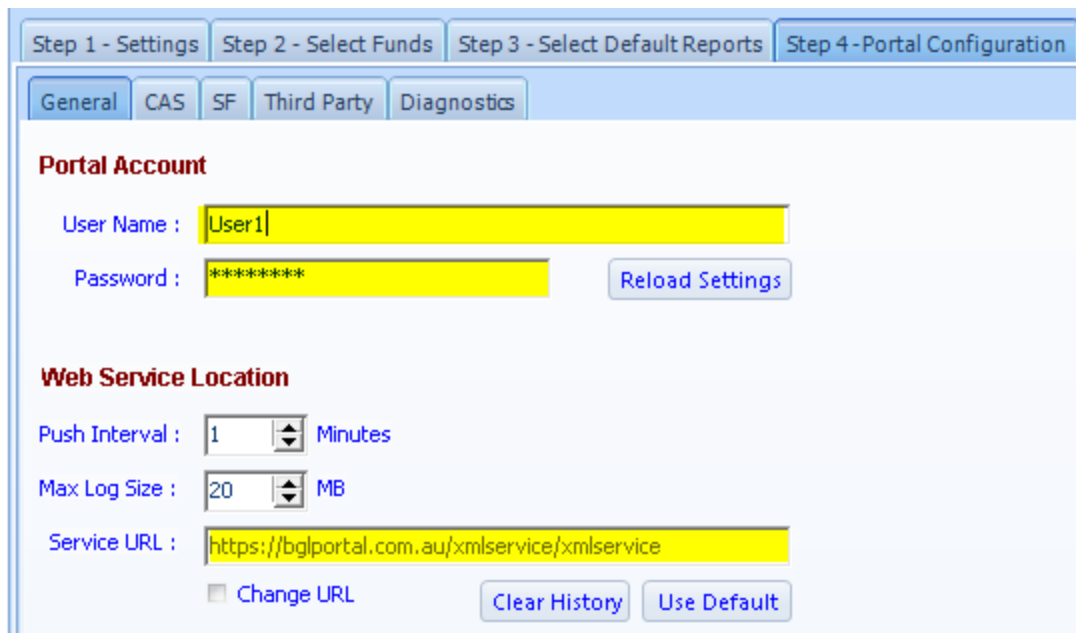 Step 1 - Settings Step 2 - Select Funds Step 3 - Select Default Reports Step 4 - Portal Configuration
General CAS SF Third Party Diagnostics
Portal Account
User Name : User1
Password : ********
Reload Settings
Web Service Location
Push Interval : 1 Minutes
Max Log Size : 20 MB
Service URL : https://bglportal.com.au/xmlservice/xmlservice
Change URL Clear History Use Default